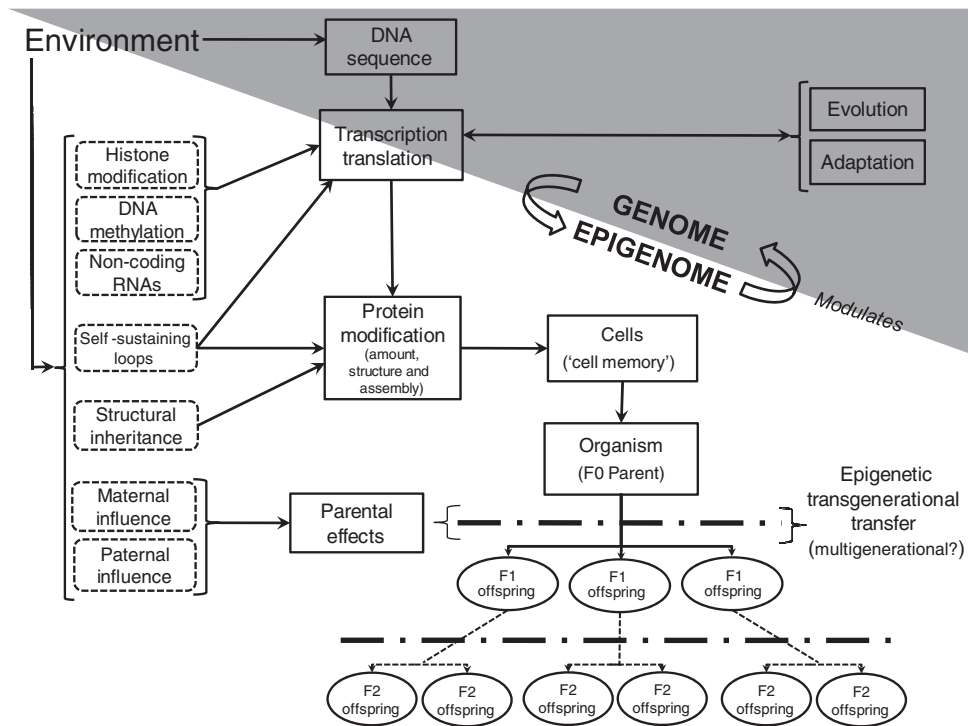 Environment
DNA
sequence
Transcription
translation
Evolution
Adaptation
Histone
modification
DNA
methylation
Non-coding
RNAs
GENOME
EPIGENOME
Modulates
Self -sustaining
loops
Protein
modification
(amount,
structure and
assembly)
Cells
(‘cell memory’)
Structural
inheritance
Organism
(F0 Parent)
Maternal
influence
Paternal
influence
Parental
effects
Epigenetic
transgenerational
transfer
(multigenerational?)
F1
offspring
F1
offspring
F1
offspring
F2
offspring
F2
offspring
F2
offspring
F2
offspring
F2
offspring
F2
offspring